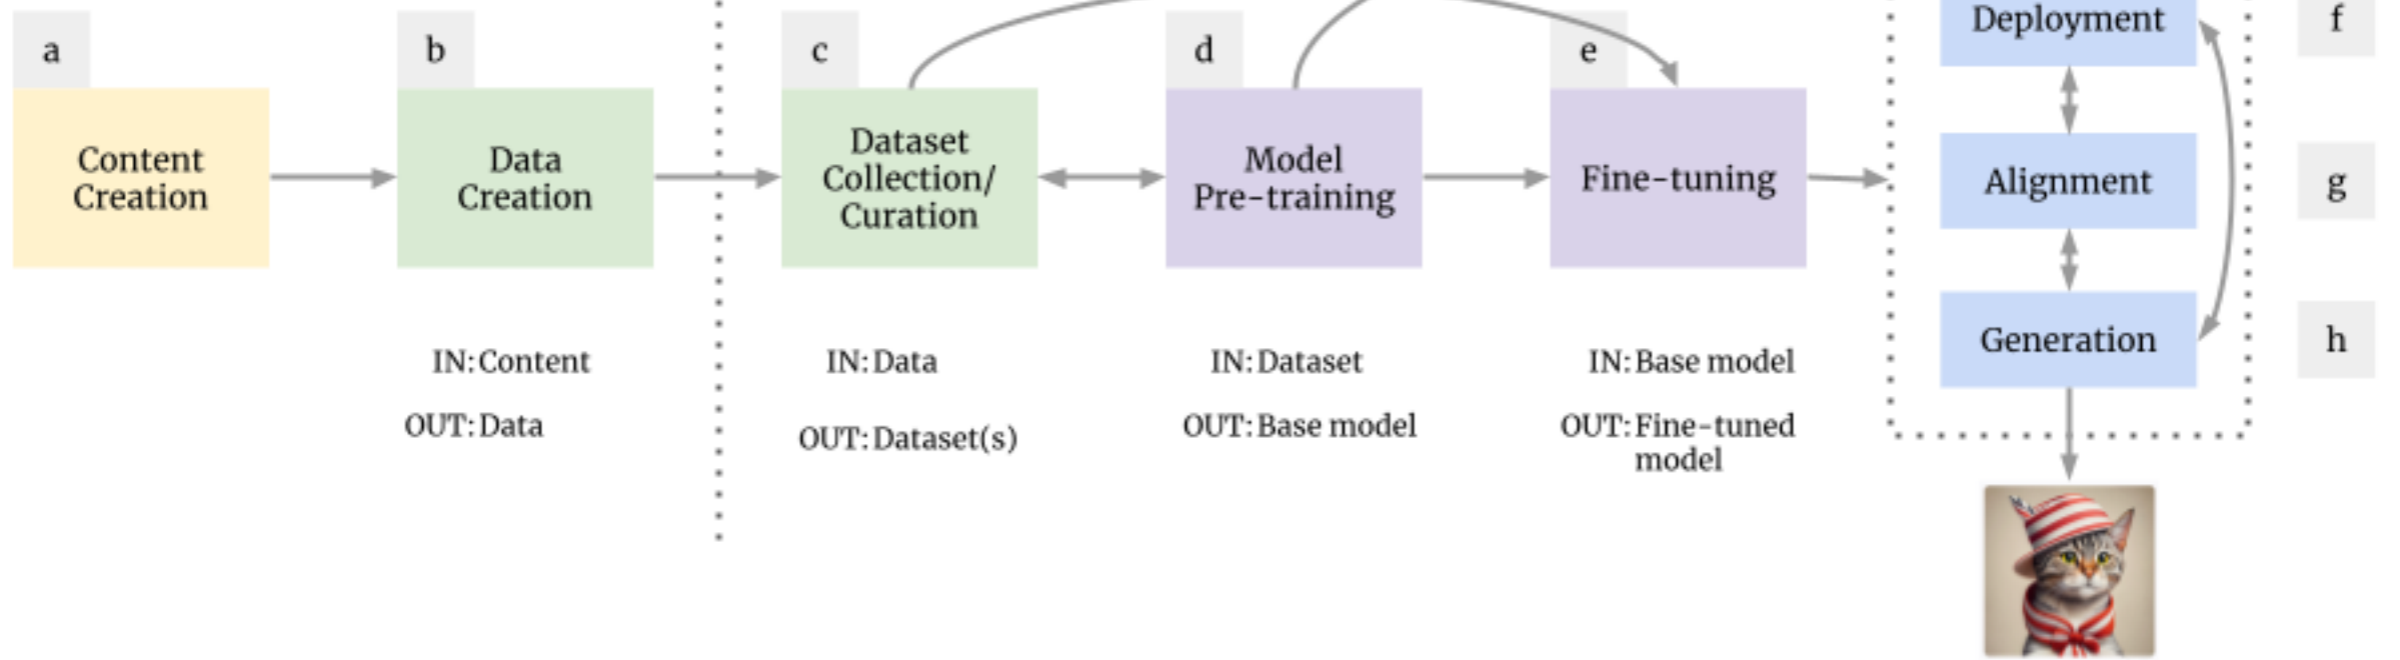 a
Content
Creation
b
Data
Creation
IN: Content
OUT: Data
c
Dataset
Collection/
Curation
IN: Data
OUT: Dataset(s)
d
Model
Pre-training
IN: Dataset
OUT: Base model
e
Fine-tuning
IN: Base model
OUT: Fine-tuned
model
Deployment
f
Alignment
g
Generation
h